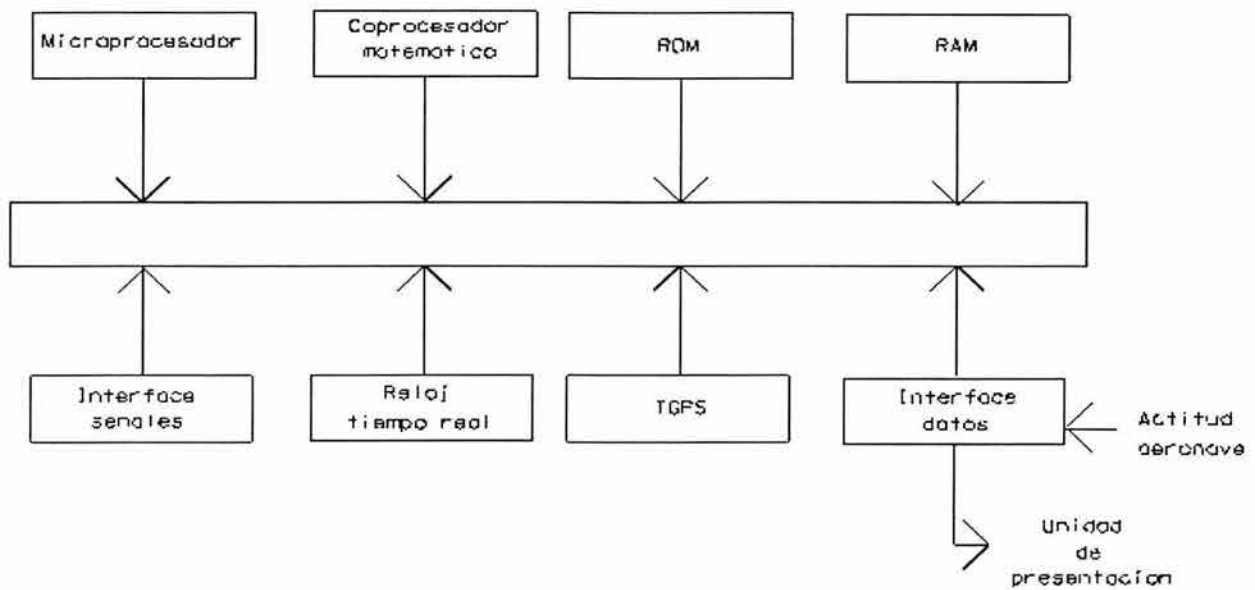 Microprocesador
Coprocesador
matematico
ROM
RAM
Interface
senales
Reloj
tiempo real
TGPS
Interface
datos
Actitud
aeronave
Unidad
de
presentacion